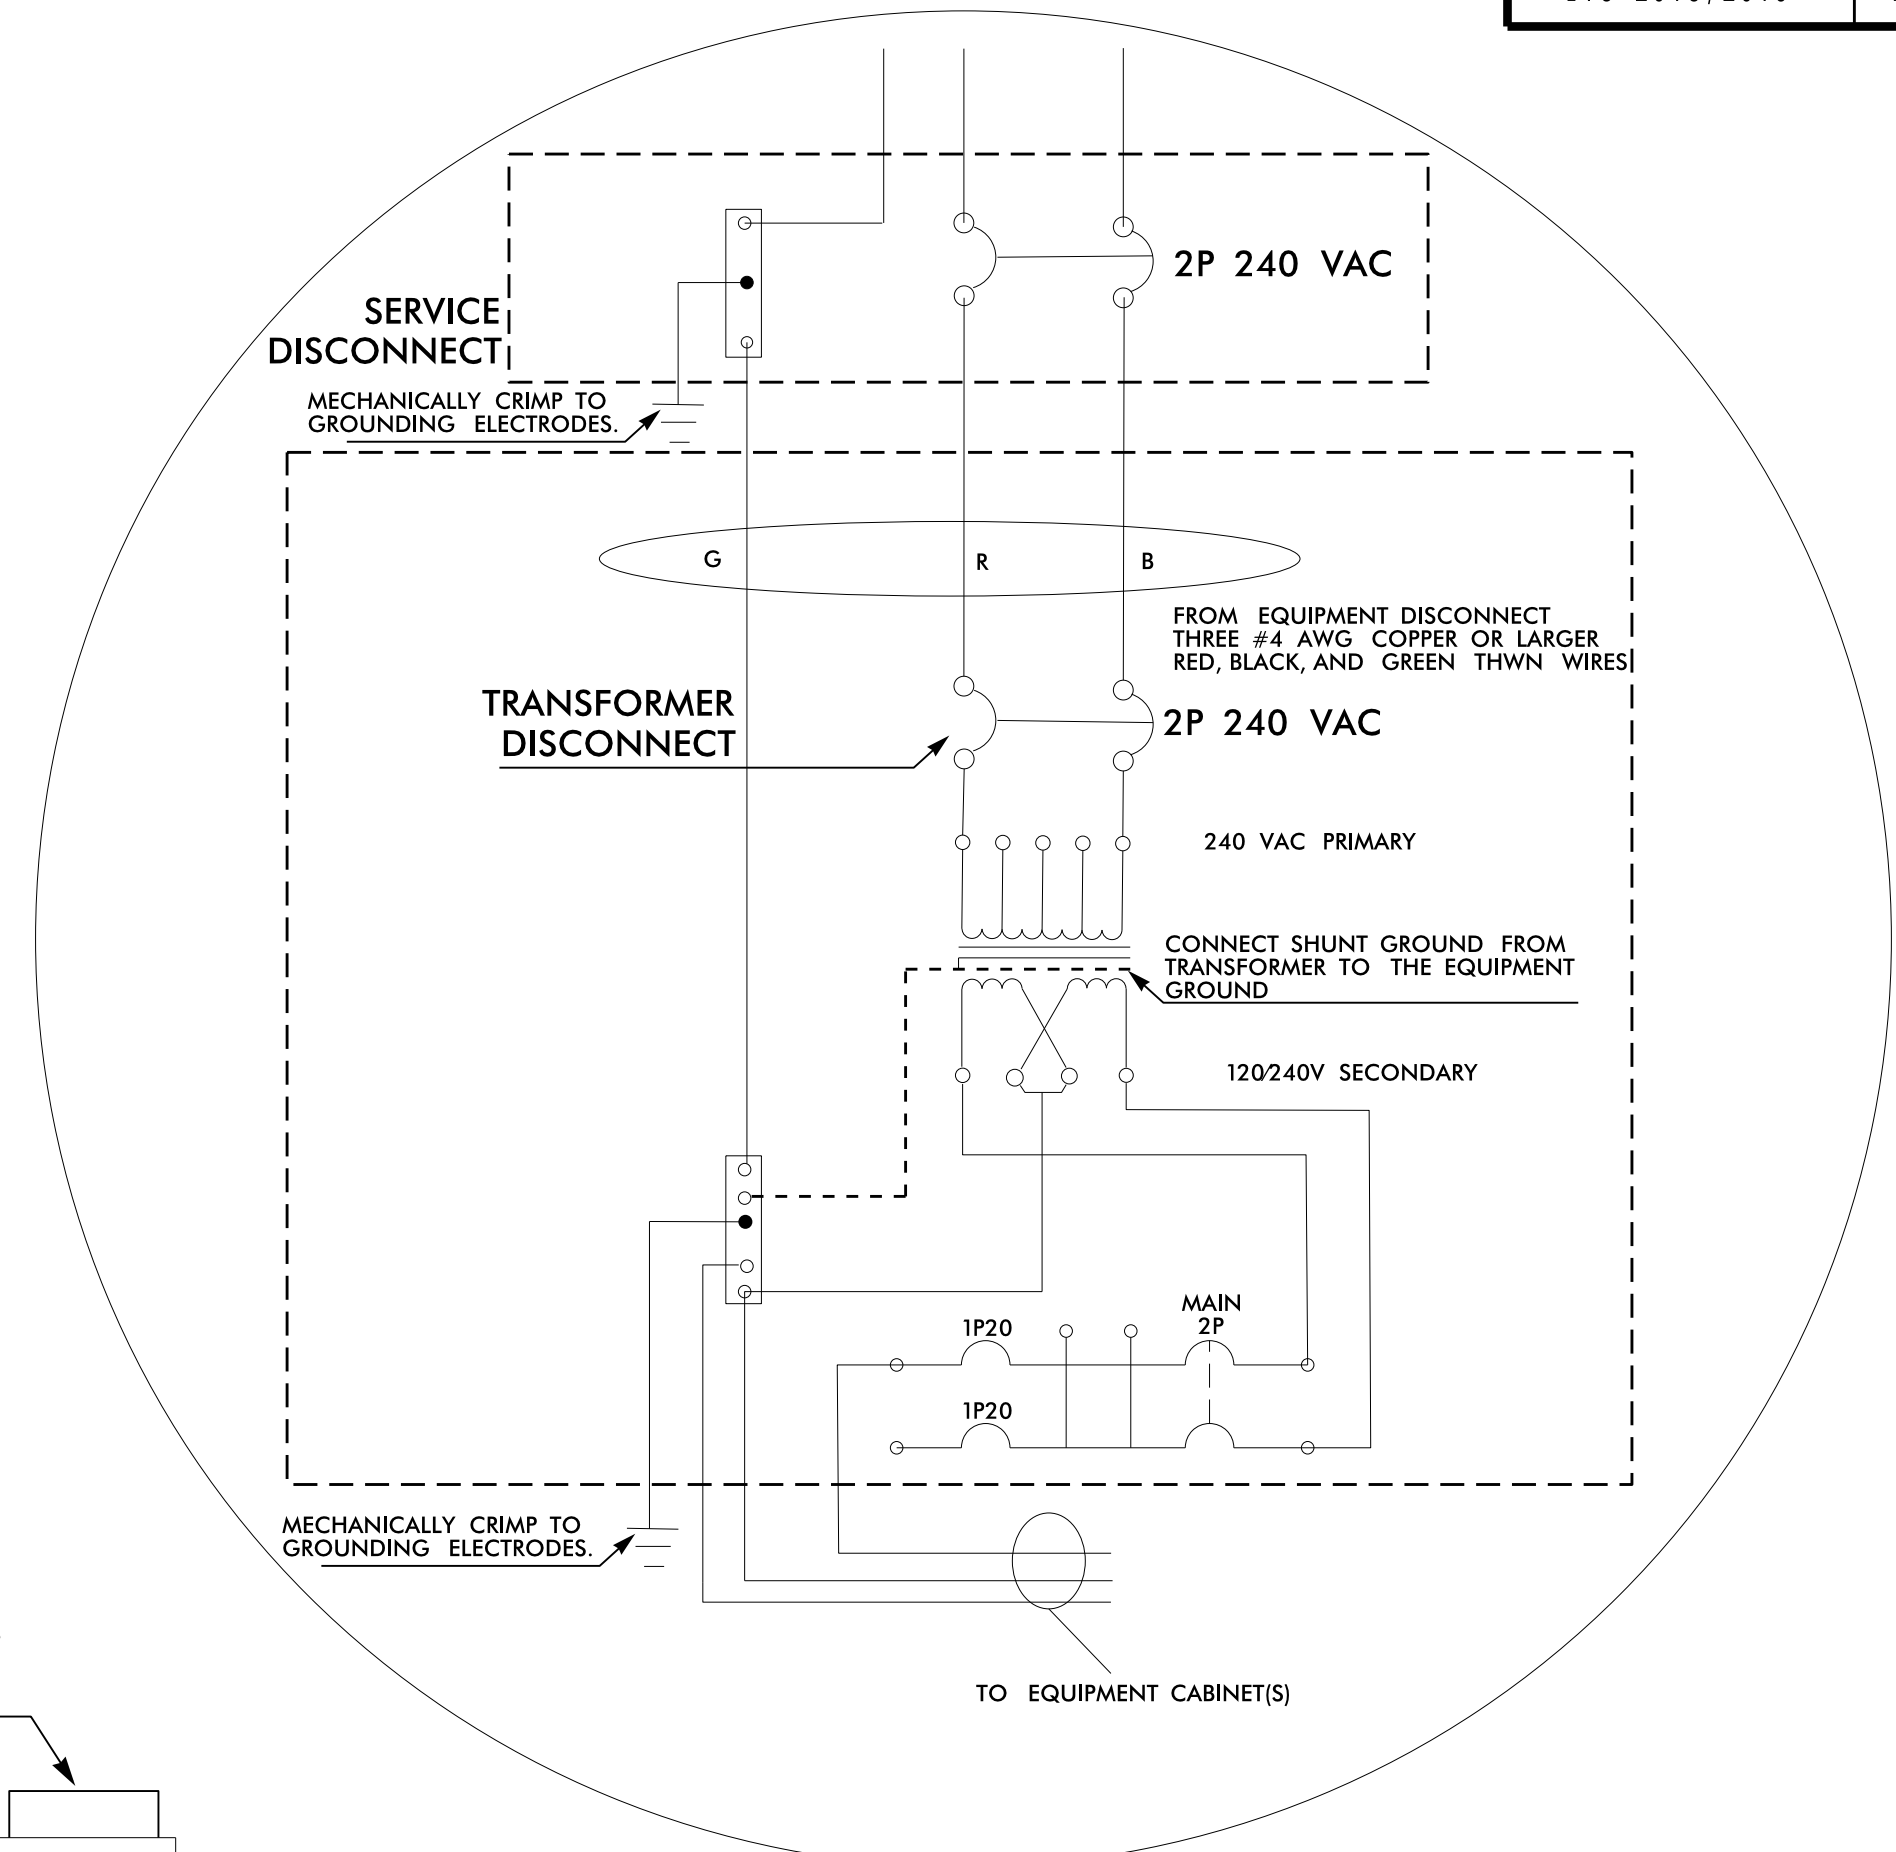 2P 240 VAC
SERVICE
DISCONNECT
MECHANICALLY CRIMP TO
GROUNDING ELECTRODES.
G
R
B
FROM EQUIPMENT DISCONNECT
THREE #4 AWG COPPER OR LARGER
RED, BLACK, AND GREEN THWN WIRES
TRANSFORMER
DISCONNECT
2P 240 VAC
240 VAC PRIMARY
CONNECT SHUNT GROUND FROM
TRANSFORMER TO THE EQUIPMENT
GROUND
120/240V SECONDARY
MAIN
2P
1P20
1P20
MECHANICALLY CRIMP TO
GROUNDING ELECTRODES.
TO EQUIPMENT CABINET(S)